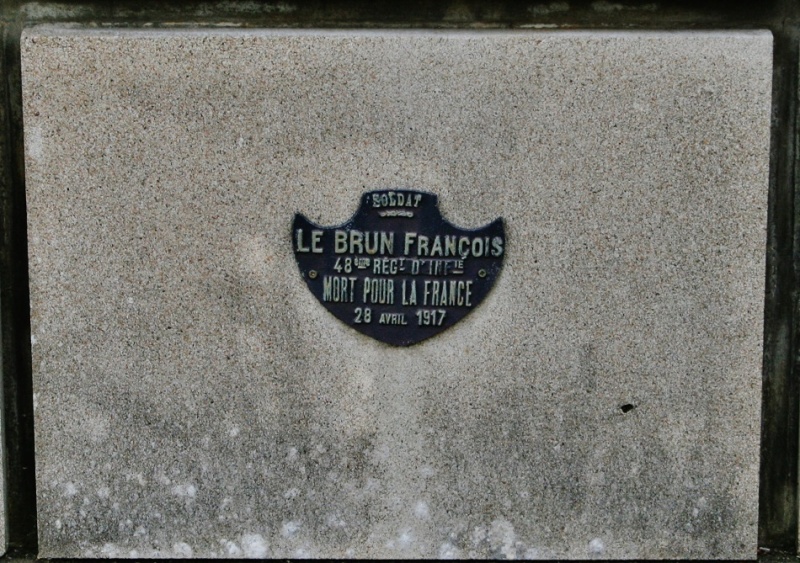 SOLDAT
LE BRUN FRANÇOIS
48ème RÉGT D'INFIE
MORT POUR LA FRANCE
28 AVRIL 1917